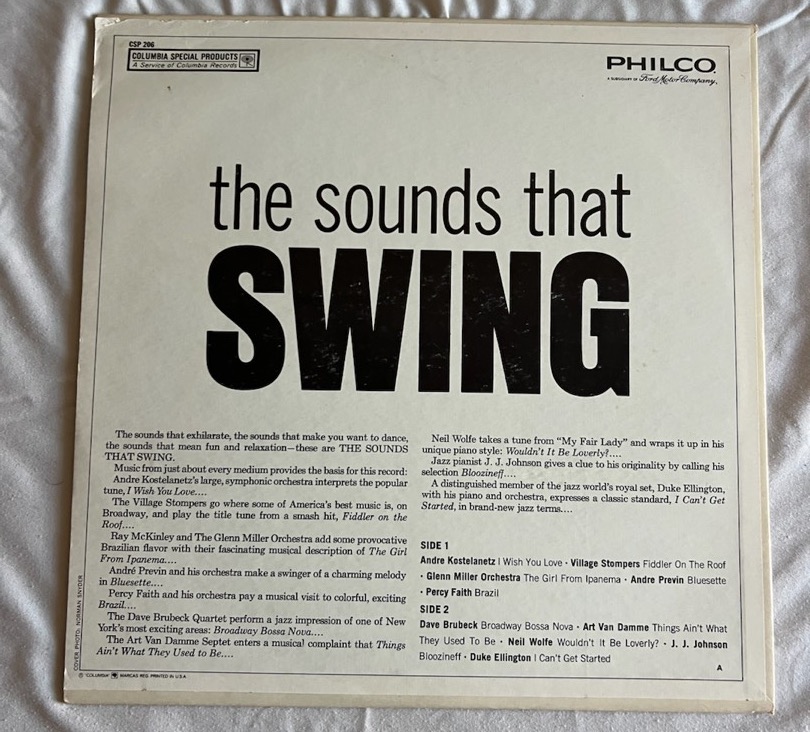 CSP 206
COLUMBIA SPECIAL PRODUCTS
A Service of Columbia Records
PHILCO
A SUBSIDIARY OF Ford Motor Company,
the sounds that
SWING
The sounds that exhilarate, the sounds that make you want to dance,
the sounds that mean fun and relaxation—these are THE SOUNDS
THAT SWING.
Music from just about every medium provides the basis for this record:
Andre Kostelanetz's large, symphonic orchestra interprets the popular
tune, I Wish You Love....
The Village Stompers go where some of America's best music is, on
Broadway, and play the title tune from a smash hit, Fiddler on the
Roof....
Ray McKinley and The Glenn Miller Orchestra add some provocative
Brazilian flavor with their fascinating musical description of The Girl
From Ipanema....
André Previn and his orchestra make a swinger of a charming melody
in Bluesette....
Percy Faith and his orchestra pay a musical visit to colorful, exciting
Brazil....
The Dave Brubeck Quartet perform a jazz impression of one of New
York's most exciting areas: Broadway Bossa Nova....
The Art Van Damme Septet enters a musical complaint that Things
Ain't What They Used to Be....
Neil Wolfe takes a tune from "My Fair Lady" and wraps it up in his
unique piano style: Wouldn't It Be Loverly?....
Jazz pianist J. J. Johnson gives a clue to his originality by calling his
selection Bloozineff....
A distinguished member of the jazz world's royal set, Duke Ellington,
with his piano and orchestra, expresses a classic standard, I Can't Get
Started, in brand-new jazz terms....
SIDE 1
Andre Kostelanetz I Wish You Love • Village Stompers Fiddler On The Roof
• Glenn Miller Orchestra The Girl From Ipanema • Andre Previn Bluesette
• Percy Faith Brazil
SIDE 2
Dave Brubeck Broadway Bossa Nova • Art Van Damme Things Ain't What
They Used To Be • Neil Wolfe Wouldn't It Be Loverly? • J. J. Johnson
Bloozineff • Duke Ellington I Can't Get Started
A
COVER PHOTO: NORMAN SNYDER
Ⓟ "COLUMBIA" MARCAS REG. PRINTED IN U.S.A.